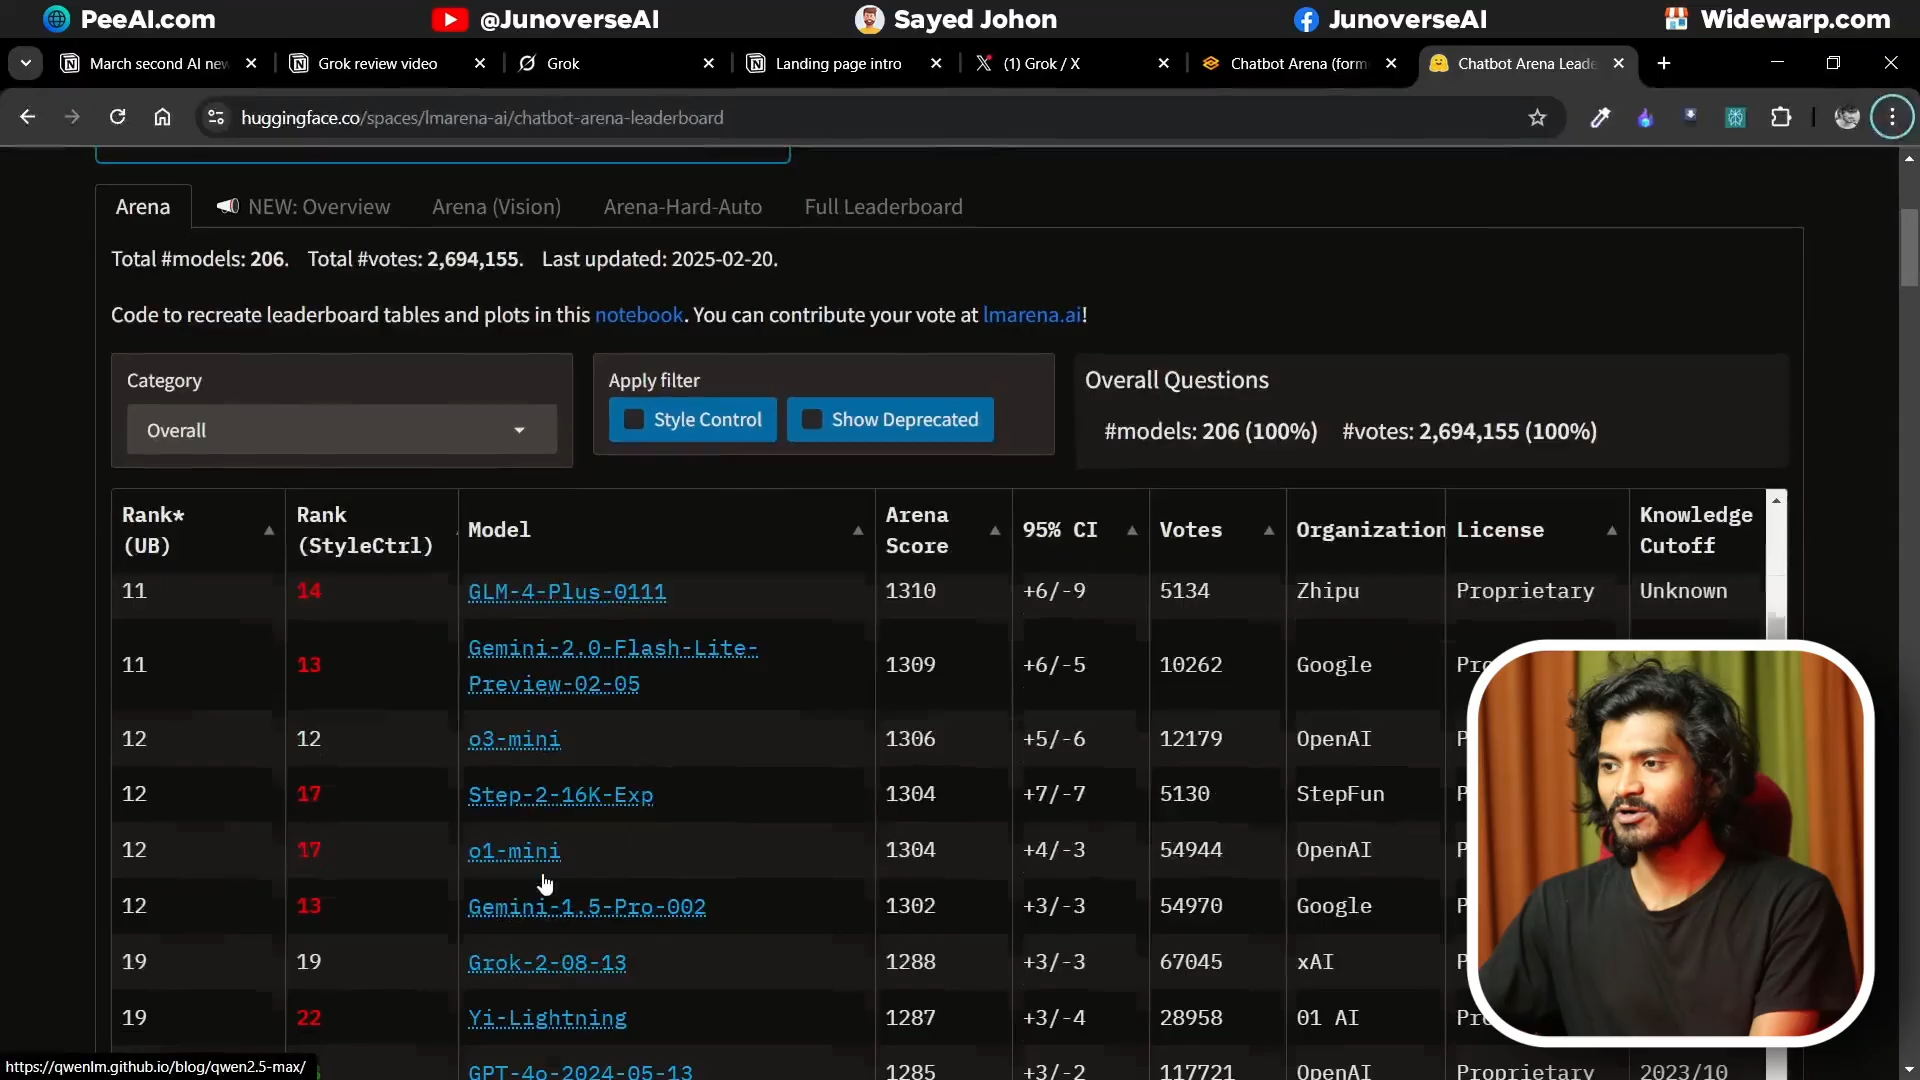 PeeAI.com @JunoverseAI Sayed Johon JunoverseAI Widewarp.com
March second AI new Grok review video Grok Landing page intro (1) Grok / X Chatbot Arena (form Chatbot Arena Leade
huggingface.co/spaces/lmarena-ai/chatbot-arena-leaderboard
Arena NEW: Overview Arena (Vision) Arena-Hard-Auto Full Leaderboard
Total #models: 206. Total #votes: 2,694,155. Last updated: 2025-02-20.
Code to recreate leaderboard tables and plots in this notebook. You can contribute your vote at lmarena.ai!
Category
Overall
Apply filter
Style Control Show Deprecated
Overall Questions
#models: 206 (100%) #votes: 2,694,155 (100%)
Rank* (UB) Rank (StyleCtrl) Model Arena Score 95% CI Votes Organization License Knowledge Cutoff
11 14 GLM-4-Plus-0111 1310 +6/-9 5134 Zhipu Proprietary Unknown
11 13 Gemini-2.0-Flash-Lite-Preview-02-05 1309 +6/-5 10262 Google Pro
12 12 o3-mini 1306 +5/-6 12179 OpenAI P
12 17 Step-2-16K-Exp 1304 +7/-7 5130 StepFun P
12 17 o1-mini 1304 +4/-3 54944 OpenAI P
12 13 Gemini-1.5-Pro-002 1302 +3/-3 54970 Google P
19 19 Grok-2-08-13 1288 +3/-3 67045 xAI P
19 22 Yi-Lightning 1287 +3/-4 28958 01 AI Pro
GPT-4o-2024-05-13 1285 +3/-2 117721 OpenAI Proprietary 2023/10
https://qwenlm.github.io/blog/qwen2.5-max/